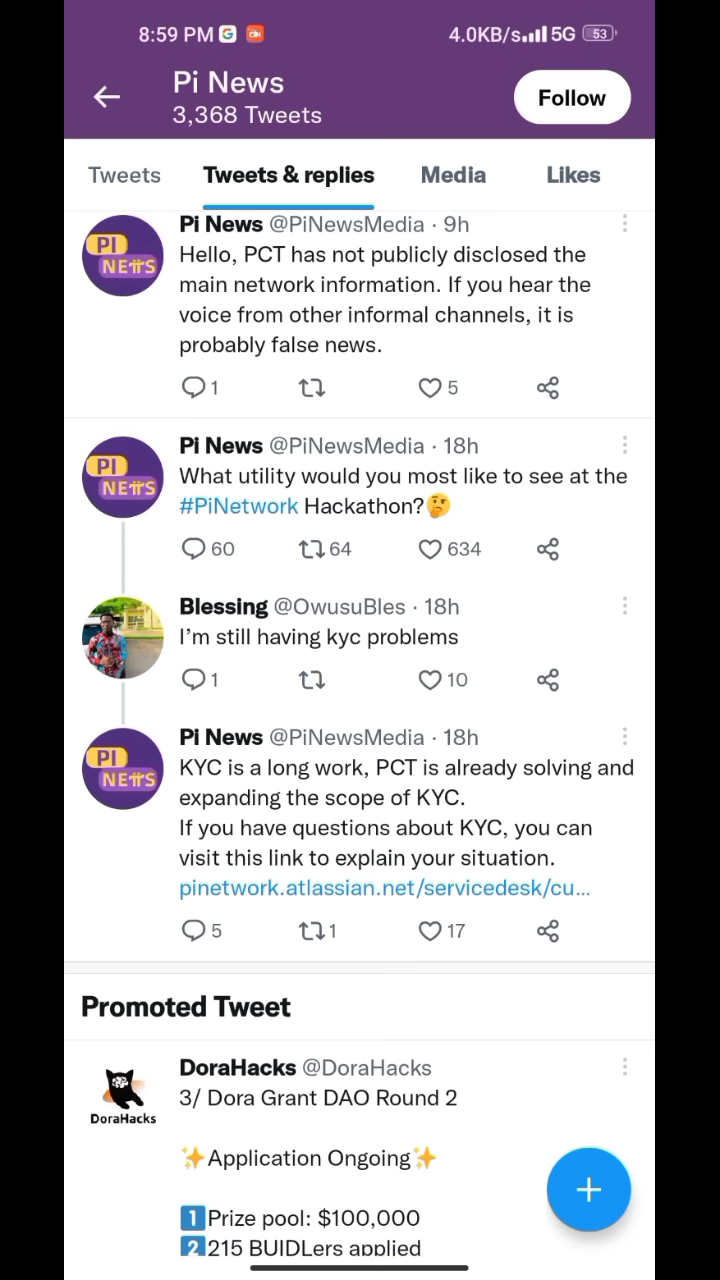 8:59 PM
4.0KB/s 5G 53
Pi News
3,368 Tweets
Follow
Tweets
Tweets & replies
Media
Likes
Pi News @PiNewsMedia · 9h
PI
NEWS
Hello, PCT has not publicly disclosed the
main network information. If you hear the
voice from other informal channels, it is
probably false news.
1
5
Pi News @PiNewsMedia · 18h
PI
NEWS
What utility would you most like to see at the
#PiNetwork Hackathon?🤔
60
64
634
Blessing @OwusuBles · 18h
I'm still having kyc problems
1
10
Pi News @PiNewsMedia · 18h
PI
NEWS
KYC is a long work, PCT is already solving and
expanding the scope of KYC.
If you have questions about KYC, you can
visit this link to explain your situation.
pinetwork.atlassian.net/servicedesk/cu...
5
1
17
Promoted Tweet
DoraHacks @DoraHacks
DoraHacks
3/ Dora Grant DAO Round 2
✨Application Ongoing✨
1️⃣Prize pool: $100,000
2️⃣215 BUIDLers applied